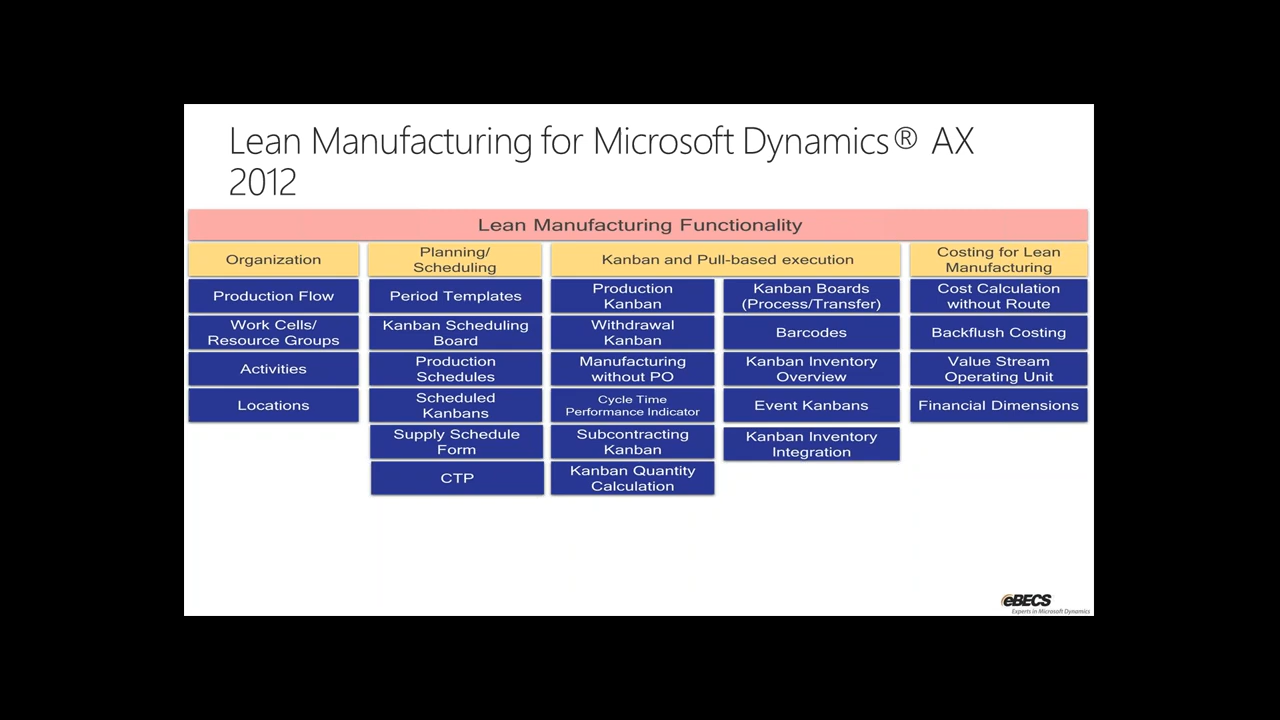 Lean Manufacturing for Microsoft Dynamics® AX
2012
Lean Manufacturing Functionality
Organization
Production Flow
Work Cells/
Resource Groups
Activities
Locations
Planning/
Scheduling
Period Templates
Kanban Scheduling
Board
Production
Schedules
Scheduled
Kanbans
Supply Schedule
Form
CTP
Kanban and Pull-based execution
Production
Kanban
Withdrawal
Kanban
Manufacturing
without PO
Cycle Time
Performance Indicator
Subcontracting
Kanban
Kanban Quantity
Calculation
Kanban Boards
(Process/Transfer)
Barcodes
Kanban Inventory
Overview
Event Kanbans
Kanban Inventory
Integration
Costing for Lean
Manufacturing
Cost Calculation
without Route
Backflush Costing
Value Stream
Operating Unit
Financial Dimensions
eBECS
Experts in Microsoft Dynamics